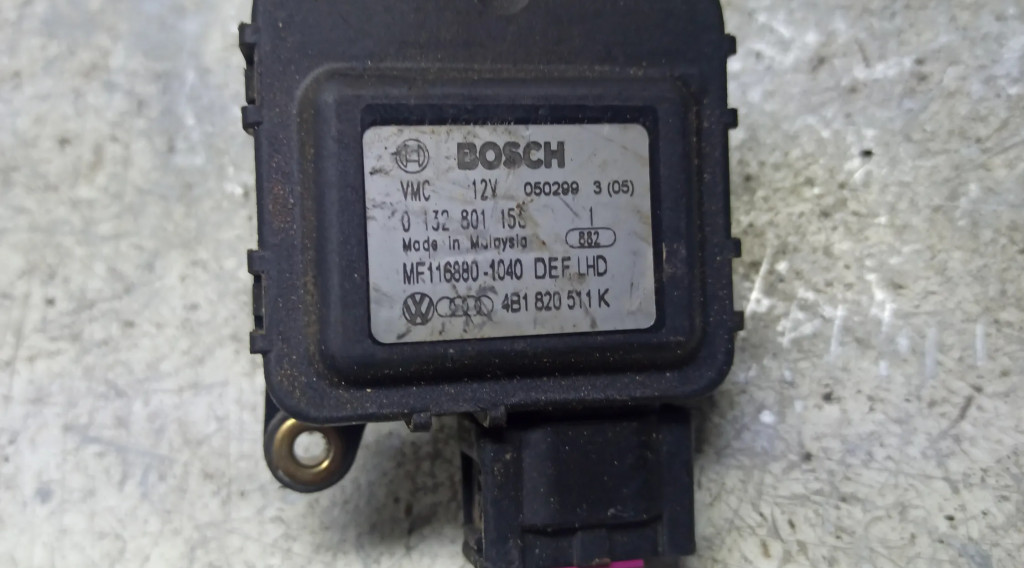 BOSCH
VMC 12V 050299 3 (05)
0 132 801 153 1
Made in Malaysia 882
MF116880-1040 DEF LHD
4B1 820 511 K